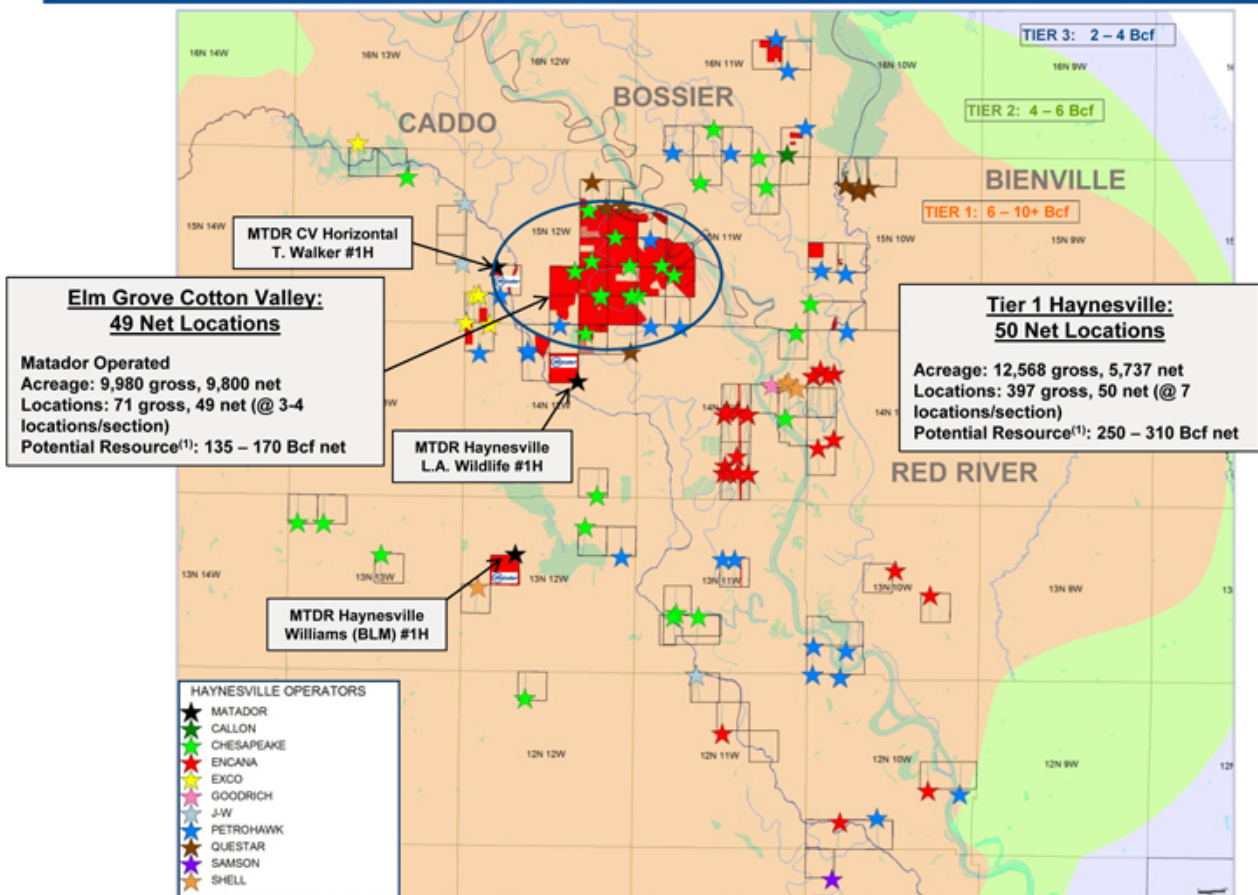 TIER 3: 2 – 4 Bcf
16N 14W
16N 13W
16N 12W
16N 11W
16N 10W
16N 9W
BOSSIER
CADDO
TIER 2: 4 – 6 Bcf
BIENVILLE
TIER 1: 6 – 10+ Bcf
15N 14W
15N 12W
15N 11W
15N 10W
15N 9W
MTDR CV Horizontal
T. Walker #1H
Elm Grove Cotton Valley:
49 Net Locations
Matador Operated
Acreage: 9,980 gross, 9,800 net
Locations: 71 gross, 49 net (@ 3-4
locations/section)
Potential Resource(1): 135 – 170 Bcf net
Tier 1 Haynesville:
50 Net Locations
Acreage: 12,568 gross, 5,737 net
Locations: 397 gross, 50 net (@ 7
locations/section)
Potential Resource(1): 250 – 310 Bcf net
14N 12W
MTDR Haynesville
L.A. Wildlife #1H
RED RIVER
13N 14W
13N 13W
13N 12W
13N 11W
13N 10W
13N 9W
MTDR Haynesville
Williams (BLM) #1H
HAYNESVILLE OPERATORS
MATADOR
CALLON
CHESAPEAKE
ENCANA
EXCO
GOODRICH
J-W
PETROHAWK
QUESTAR
SAMSON
SHELL
12N 12W
12N 11W
12N 10W
12N 9W